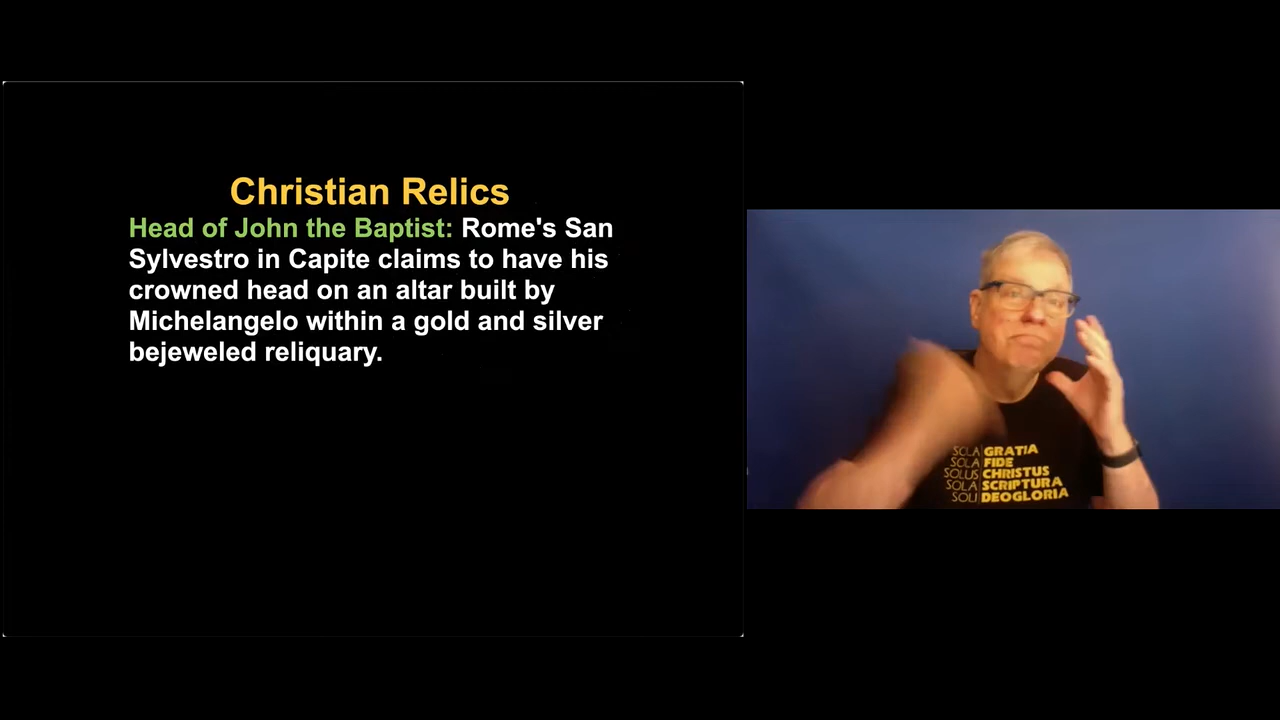 Christian Relics
Head of John the Baptist: Rome's San
Sylvestro in Capite claims to have his
crowned head on an altar built by
Michelangelo within a gold and silver
bejeweled reliquary.
SOLA GRATIA
SOLA FIDE
SOLUS CHRISTUS
SOLA SCRIPTURA
SOLI DEO GLORIA